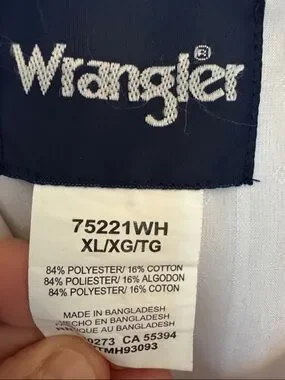 Wrangler®
75221WH
XL/XG/TG
84% POLYESTER/ 16% COTTON
84% POLIESTER/ 16% ALGODON
84% POLYESTER/ 16% COTON
MADE IN BANGLADESH
HECHO EN BANGLADESH
BANGLADESH
CA 55394